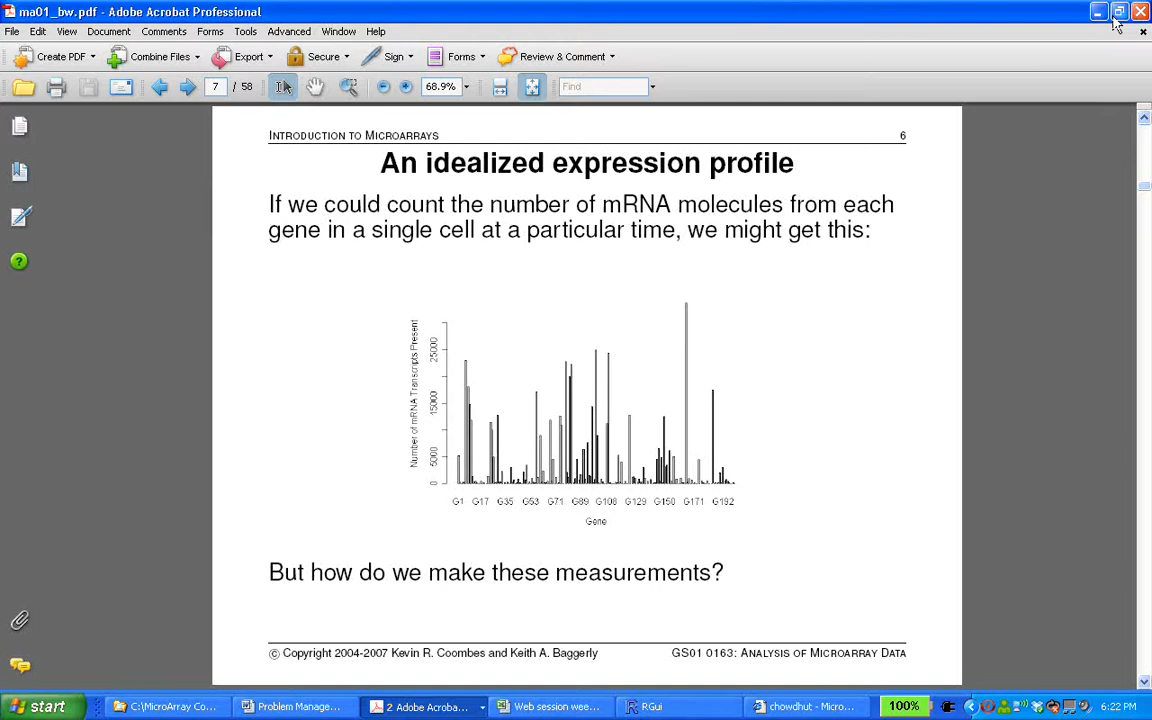 ma01_bw.pdf - Adobe Acrobat Professional
File Edit View Document Comments Forms Tools Advanced Window Help
Create PDF Combine Files Export Secure Sign Forms Review & Comment
7 / 58 68.9% Find
INTRODUCTION TO MICROARRAYS 6
An idealized expression profile
If we could count the number of mRNA molecules from each
gene in a single cell at a particular time, we might get this:
Number of mRNA Transcripts Present
25000
15000
5000
0
G1 G17 G35 G53 G71 G89 G108 G129 G150 G171 G192
Gene
But how do we make these measurements?
© Copyright 2004-2007 Kevin R. Coombes and Keith A. Baggerly GS01 0163: ANALYSIS OF MICROARRAY DATA
start C:\MicroArray Co... Problem Manage... 2 Adobe Acroba... Web session wee... RGui chowdhut - Micro... 100% 6:22 PM